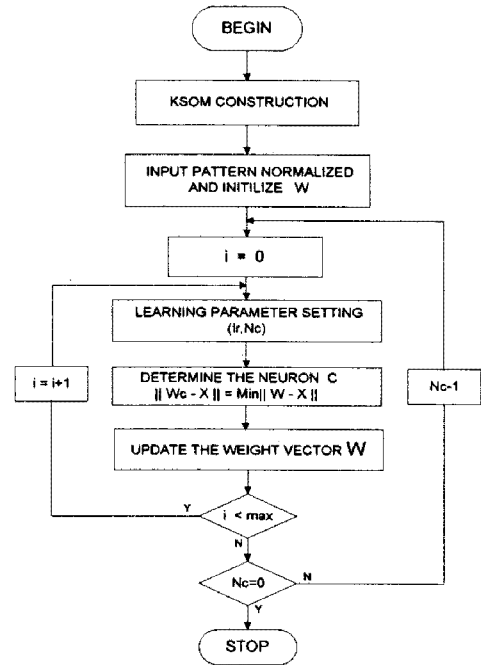 BEGIN
KSOM CONSTRUCTION
INPUT PATTERN NORMALIZED
AND INITILIZE W
i = 0
LEARNING PARAMETER SETTING
(lr,Nc)
i = i+1
DETERMINE THE NEURON C
|| Wc - X || = Min|| W - X ||
Nc-1
UPDATE THE WEIGHT VECTOR W
Y
i < max
N
Nc=0
N
Y
STOP